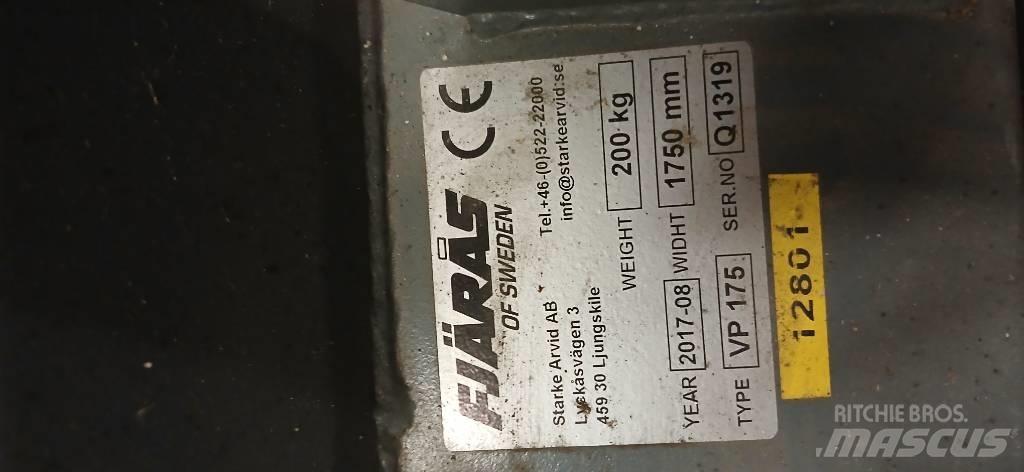 FJÄRÅS
OF SWEDEN
CE
Starke Arvid AB
Lyckåsvägen 3
459 30 Ljungskile
Tel.+46-(0)522-22000
info@starkearvid.se
WEIGHT 200 kg
YEAR 2017-08 WIDHT 1750 mm
TYPE VP 175 SER.NO Q1319
12801
RITCHIE BROS.
MASCUS